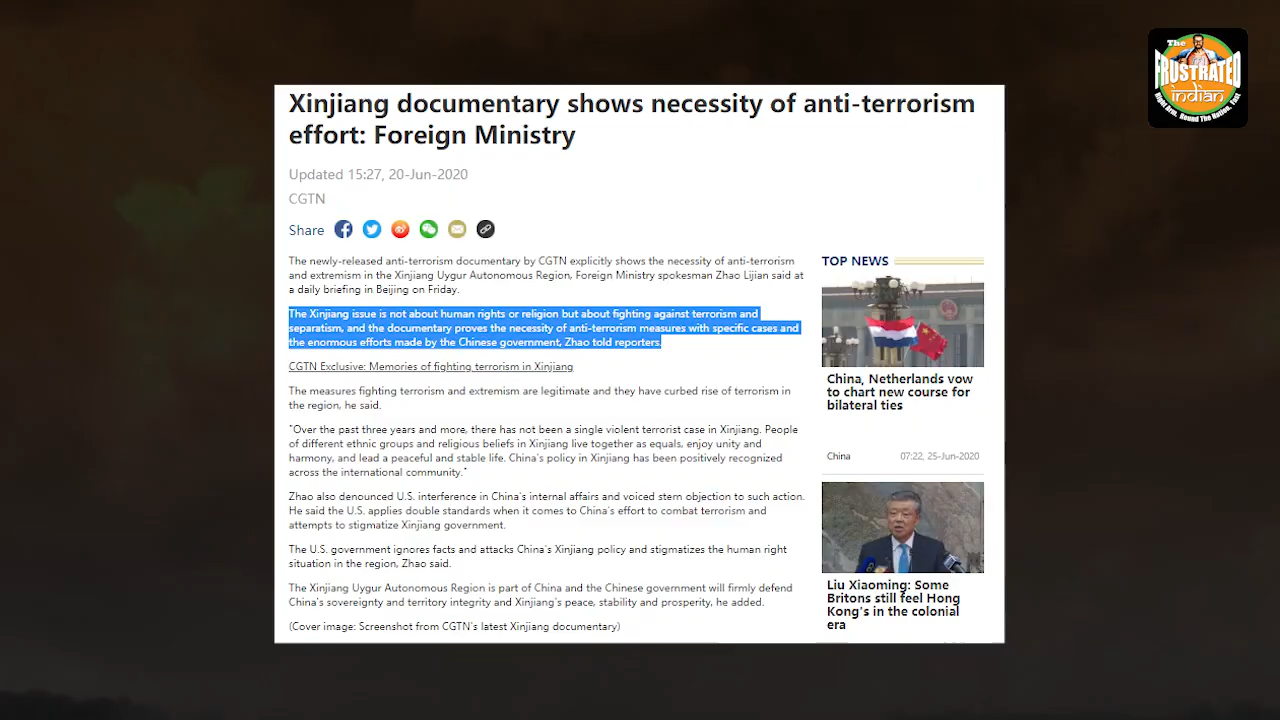 The
FRUSTRATED
indian
Right Arm, Round The Nation, Fast
Xinjiang documentary shows necessity of anti-terrorism
effort: Foreign Ministry
Updated 15:27, 20-Jun-2020
CGTN
Share
The newly-released anti-terrorism documentary by CGTN explicitly shows the necessity of anti-terrorism
and extremism in the Xinjiang Uygur Autonomous Region, Foreign Ministry spokesman Zhao Lijian said at
a daily briefing in Beijing on Friday.
The Xinjiang issue is not about human rights or religion but about fighting against terrorism and
separatism, and the documentary proves the necessity of anti-terrorism measures with specific cases and
the enormous efforts made by the Chinese government, Zhao told reporters.
CGTN Exclusive: Memories of fighting terrorism in Xinjiang
The measures fighting terrorism and extremism are legitimate and they have curbed rise of terrorism in
the region, he said.
"Over the past three years and more, there has not been a single violent terrorist case in Xinjiang. People
of different ethnic groups and religious beliefs in Xinjiang live together as equals, enjoy unity and
harmony, and lead a peaceful and stable life. China's policy in Xinjiang has been positively recognized
across the international community."
Zhao also denounced U.S. interference in China's internal affairs and voiced stern objection to such action.
He said the U.S. applies double standards when it comes to China's effort to combat terrorism and
attempts to stigmatize Xinjiang government.
The U.S. government ignores facts and attacks China's Xinjiang policy and stigmatizes the human right
situation in the region, Zhao said.
The Xinjiang Uygur Autonomous Region is part of China and the Chinese government will firmly defend
China's sovereignty and territory integrity and Xinjiang's peace, stability and prosperity, he added.
(Cover image: Screenshot from CGTN's latest Xinjiang documentary)
TOP NEWS
China, Netherlands vow
to chart new course for
bilateral ties
China 07:22, 25-Jun-2020
Liu Xiaoming: Some
Britons still feel Hong
Kong's in the colonial
era